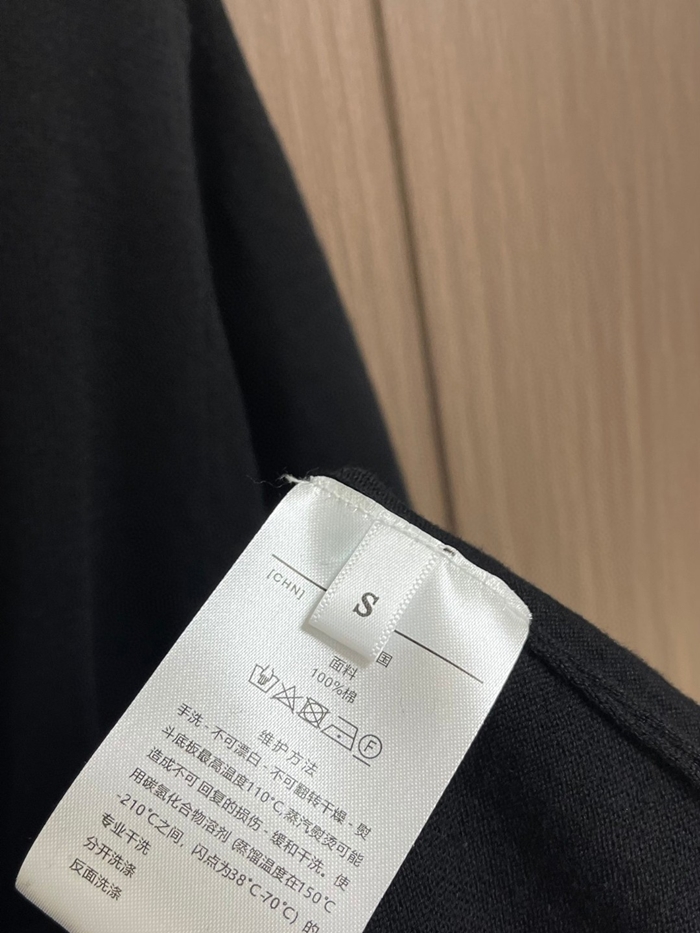 [CHN]
S
国
面料
100%棉
F
维护方法
手洗 - 不可漂白 - 不可翻转干燥 - 熨
斗底板最高温度110℃,蒸汽熨烫可能
造成不可回复的损伤 - 缓和干洗。使
用碳氢化合物溶剂 (蒸馏温度在150℃
-210℃之间，闪点为38℃-70℃) 的
专业干洗
分开洗涤
反面洗涤